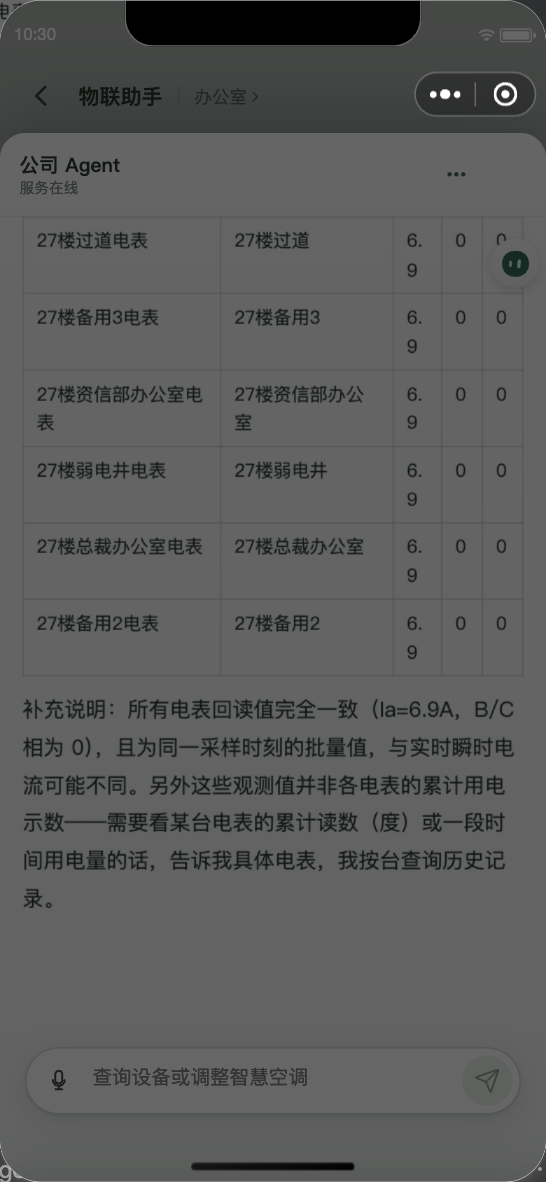 10:30
物联助手
办公室 >
公司 Agent
服务在线
27楼过道电表 27楼过道 6.9 0 0
27楼备用3电表 27楼备用3 6.9 0 0
27楼资信部办公室电表 27楼资信部办公室 6.9 0 0
27楼弱电井电表 27楼弱电井 6.9 0 0
27楼总裁办公室电表 27楼总裁办公室 6.9 0 0
27楼备用2电表 27楼备用2 6.9 0 0
补充说明：所有电表回读值完全一致（Ia=6.9A，B/C
相为 0），且为同一采样时刻的批量值，与实时瞬时电
流可能不同。另外这些观测值并非各电表的累计用电
示数——需要看某台电表的累计读数（度）或一段时
间用电量的话，告诉我具体电表，我按台查询历史记
录。
查询设备或调整智慧空调